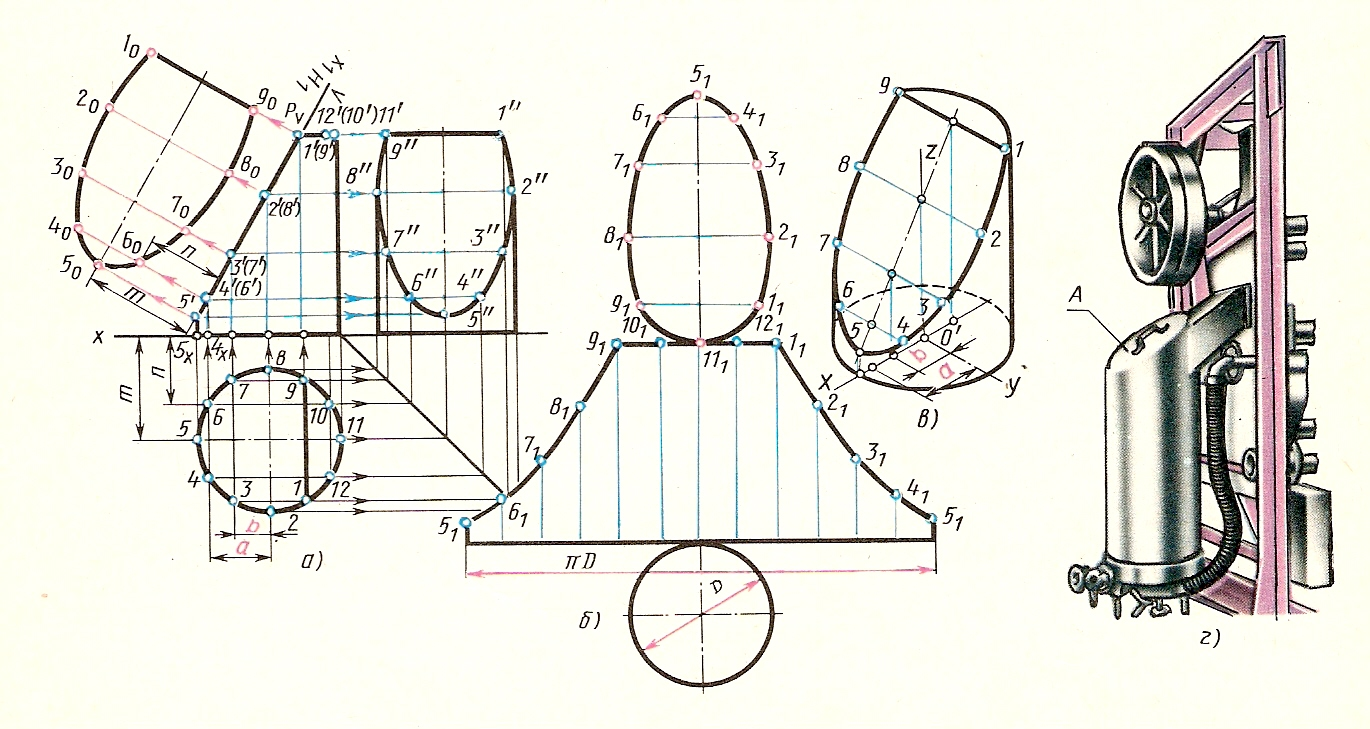 1₀
2₀
3₀
4₀
5₀
6₀
7₀
8₀
9₀
n
m
Pᵥ
x₁ H₁
V
12'(10') 11'
1'(9')
2'(8')
3'(7')
4'(6')
5'
1''
9''
8''
2''
7''
3''
6''
4''
5''
x
5ₓ
4ₓ
8
7
9
6
10
5
11
4
3
1
12
2
n
m
b
a
а)
5₁
6₁
4₁
7₁
3₁
8₁
2₁
9₁
1₁
10₁
12₁
11₁
9₁
1₁
8₁
2₁
7₁
3₁
6₁
4₁
5₁
5₁
πD
D
б)
9
1
z
8
2
7
6
3
5
4
0'
b
a
x
y
в)
А
г)